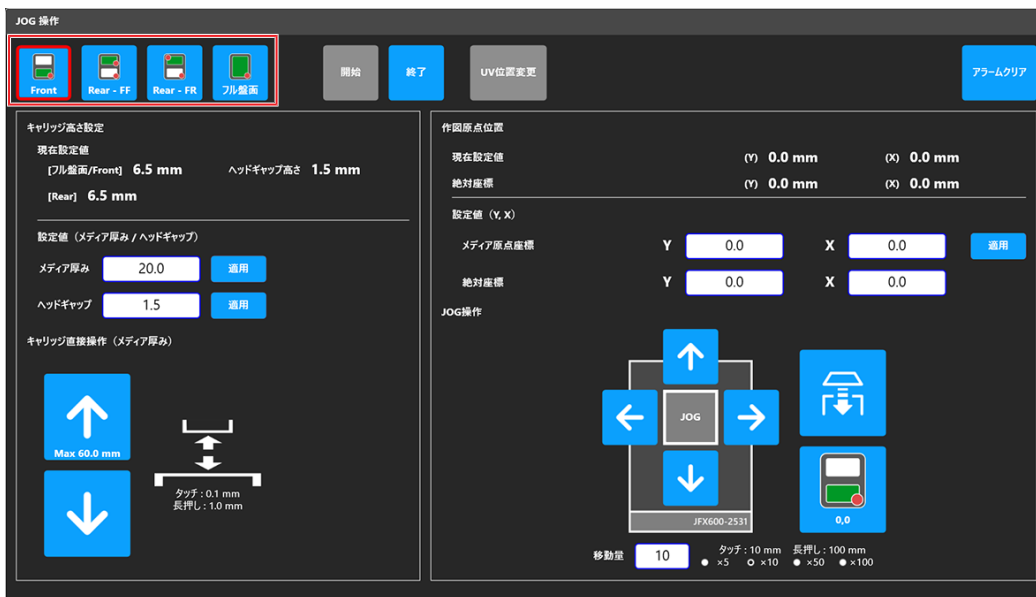 JOG 操作
Front
Rear - FF
Rear - FR
フル盤面
開始
終了
UV位置変更
アラームクリア
キャリッジ高さ設定
現在設定値
[フル盤面/Front] 6.5 mm ヘッドギャップ高さ 1.5 mm
[Rear] 6.5 mm
設定値（メディア厚み / ヘッドギャップ）
メディア厚み 20.0 適用
ヘッドギャップ 1.5 適用
キャリッジ直接操作（メディア厚み）
Max 60.0 mm
タッチ : 0.1 mm
長押し : 1.0 mm
作図原点位置
現在設定値 (Y) 0.0 mm (X) 0.0 mm
絶対座標 (Y) 0.0 mm (X) 0.0 mm
設定値（Y, X）
メディア原点座標 Y 0.0 X 0.0 適用
絶対座標 Y 0.0 X 0.0
JOG操作
JOG
JFX600-2531
0,0
移動量 10 タッチ : 10 mm 長押し : 100 mm
×5 ×10 ×50 ×100